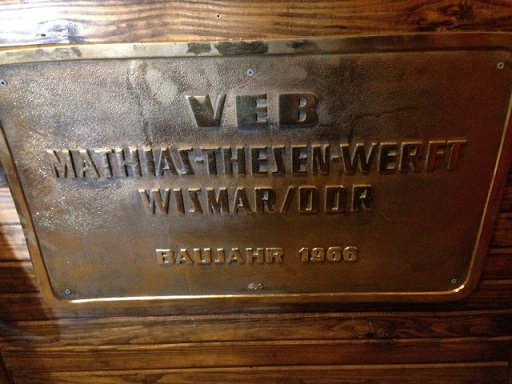 VEB
MATHIAS-THESEN-WERFT
WISMAR/DDR
BAUJAHR 1966